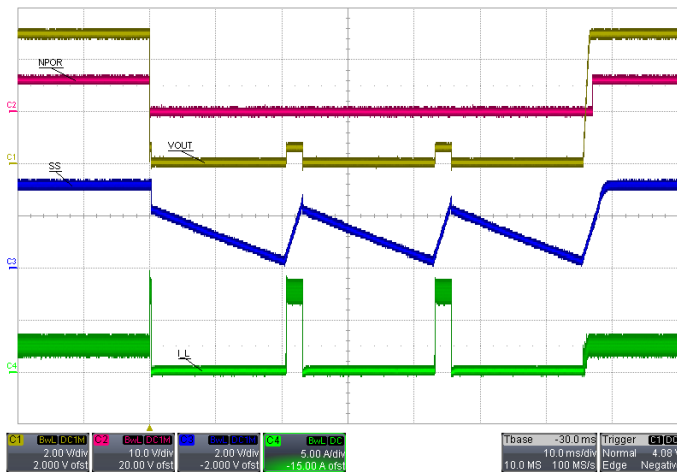 NPOR
C2
VOUT
C1
SS
C3
I_L
C4
C1 BwL DC1M
2.00 V/div
2.000 V ofst
C2 BwL DC1M
10.0 V/div
20.00 V ofst
BwL DC1M
2.00 V/div
-2.000 V ofst
C4 BwL DC
5.00 A/div
-15.00 A ofst
Tbase -30.0 ms
10.0 ms/div
10.0 MS 100 MS/s
Trigger C1 DC
Normal 4.08 V
Edge Negative